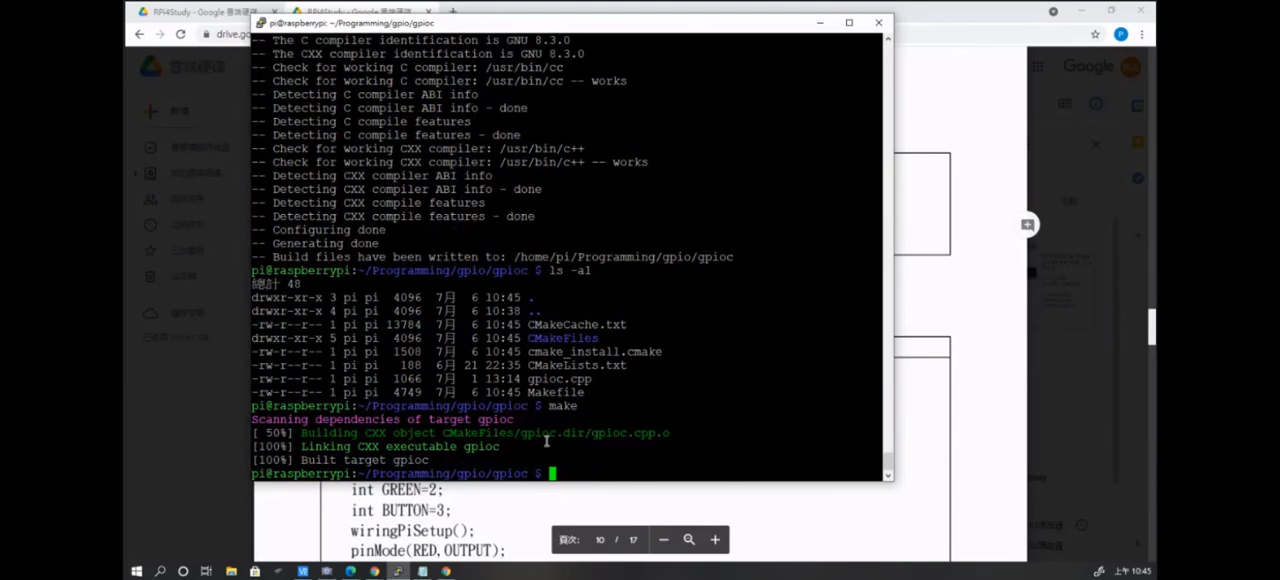 RPi4Study - Google 雲端硬碟
RPi4Study - Google 雲端硬碟
pi@raspberrypi: ~/Programming/gpio/gpioc
drive.go
雲端硬碟
Google
-- The C compiler identification is GNU 8.3.0
-- The CXX compiler identification is GNU 8.3.0
-- Check for working C compiler: /usr/bin/cc
-- Check for working C compiler: /usr/bin/cc -- works
-- Detecting C compiler ABI info
-- Detecting C compiler ABI info - done
-- Detecting C compile features
-- Detecting C compile features - done
-- Check for working CXX compiler: /usr/bin/c++
-- Check for working CXX compiler: /usr/bin/c++ -- works
-- Detecting CXX compiler ABI info
-- Detecting CXX compiler ABI info - done
-- Detecting CXX compile features
-- Detecting CXX compile features - done
-- Configuring done
-- Generating done
-- Build files have been written to: /home/pi/Programming/gpio/gpioc
pi@raspberrypi:~/Programming/gpio/gpioc $ ls -al
總計 48
drwxr-xr-x 3 pi pi 4096 7月 6 10:45 .
drwxr-xr-x 4 pi pi 4096 7月 6 10:38 ..
-rw-r--r-- 1 pi pi 13784 7月 6 10:45 CMakeCache.txt
drwxr-xr-x 5 pi pi 4096 7月 6 10:45 CMakeFiles
-rw-r--r-- 1 pi pi 1508 7月 6 10:45 cmake_install.cmake
-rw-r--r-- 1 pi pi 188 6月 21 22:35 CMakeLists.txt
-rw-r--r-- 1 pi pi 1066 7月 1 13:14 gpioc.cpp
-rw-r--r-- 1 pi pi 4749 7月 6 10:45 Makefile
pi@raspberrypi:~/Programming/gpio/gpioc $ make
Scanning dependencies of target gpioc
[ 50%] Building CXX object CMakeFiles/gpioc.dir/gpioc.cpp.o
[100%] Linking CXX executable gpioc
[100%] Built target gpioc
pi@raspberrypi:~/Programming/gpio/gpioc $
int GREEN=2;
int BUTTON=3;
wiringPiSetup();
pinMode(RED,OUTPUT);
頁次: 10 / 17
上午 10:45